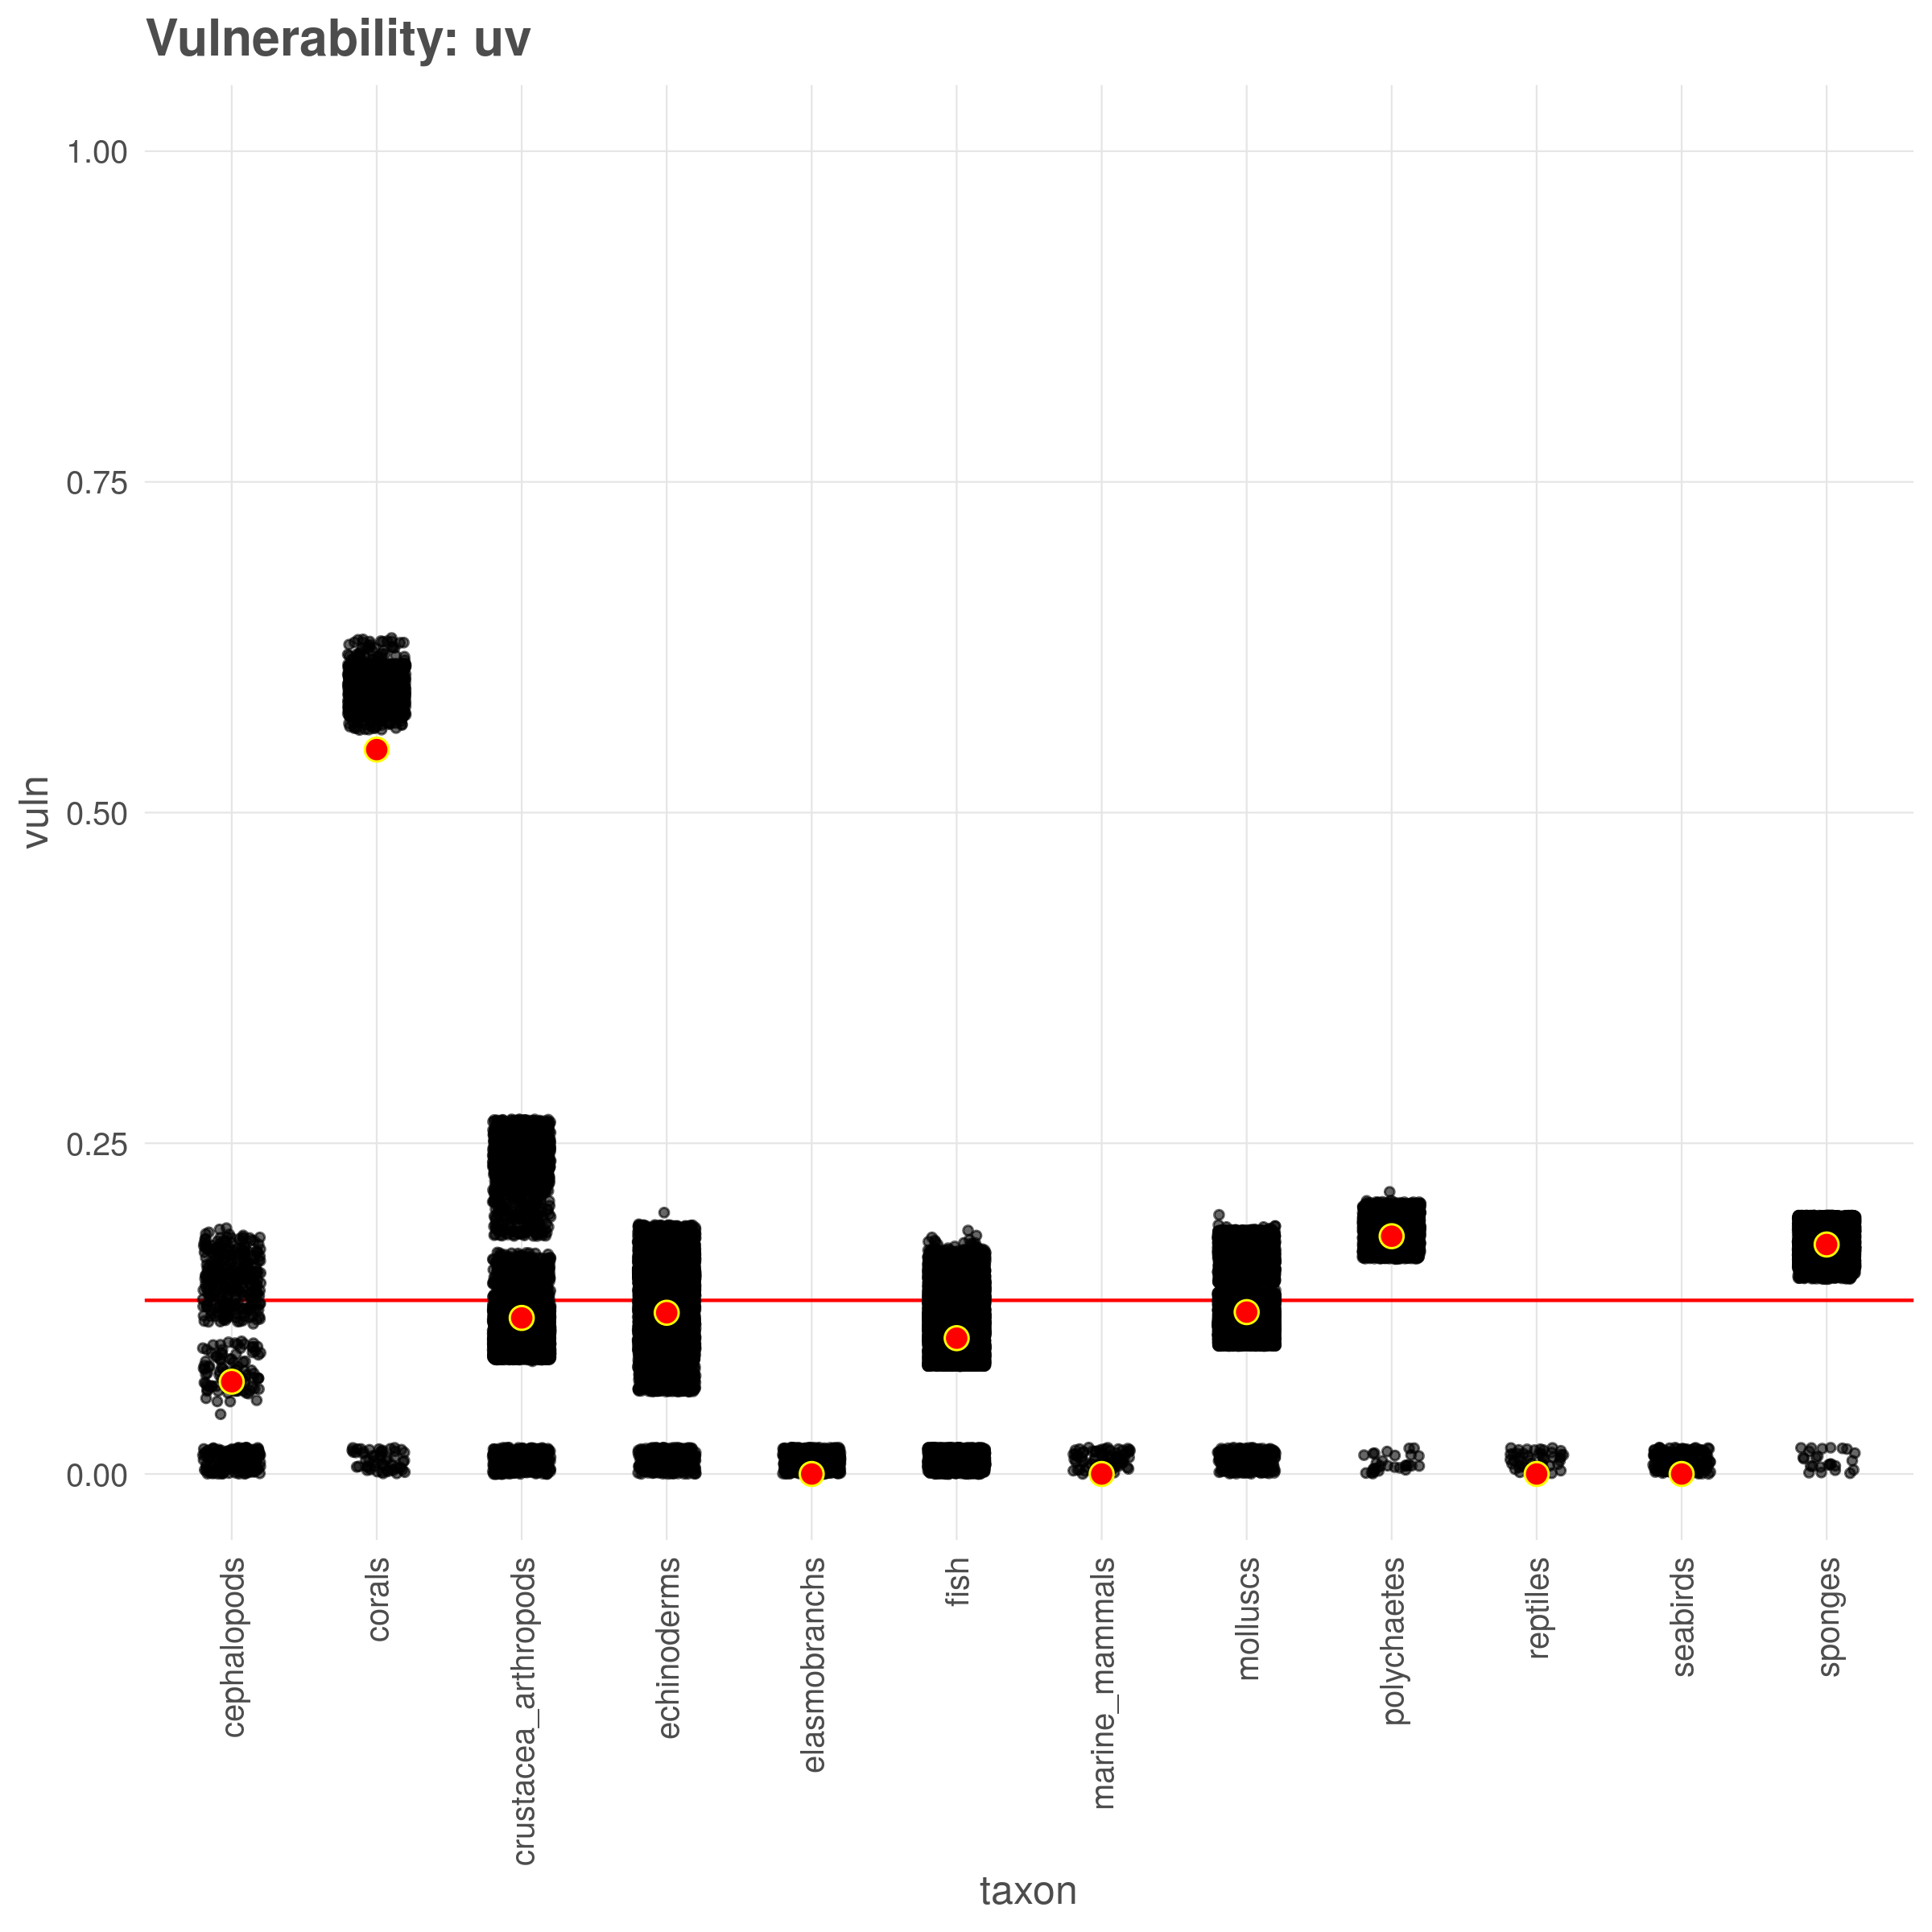 Vulnerability: uv
1.00
0.75
0.50
0.25
0.00
vuln
cephalopods
corals
crustacea_arthropods
echinoderms
elasmobranchs
fish
marine_mammals
molluscs
polychaetes
reptiles
seabirds
sponges
taxon